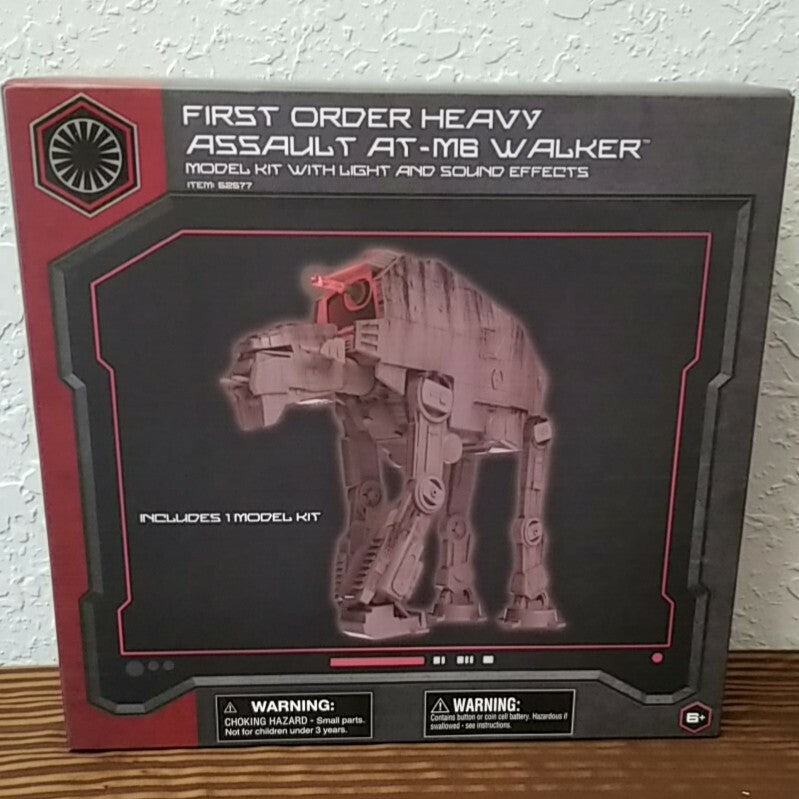 FIRST ORDER HEAVY
ASSAULT AT-M6 WALKER™
MODEL KIT WITH LIGHT AND SOUND EFFECTS
ITEM: 52577
INCLUDES 1 MODEL KIT
WARNING:
CHOKING HAZARD - Small parts.
Not for children under 3 years.
WARNING:
Contains button or coin cell battery. Hazardous if
swallowed - see instructions.
6+